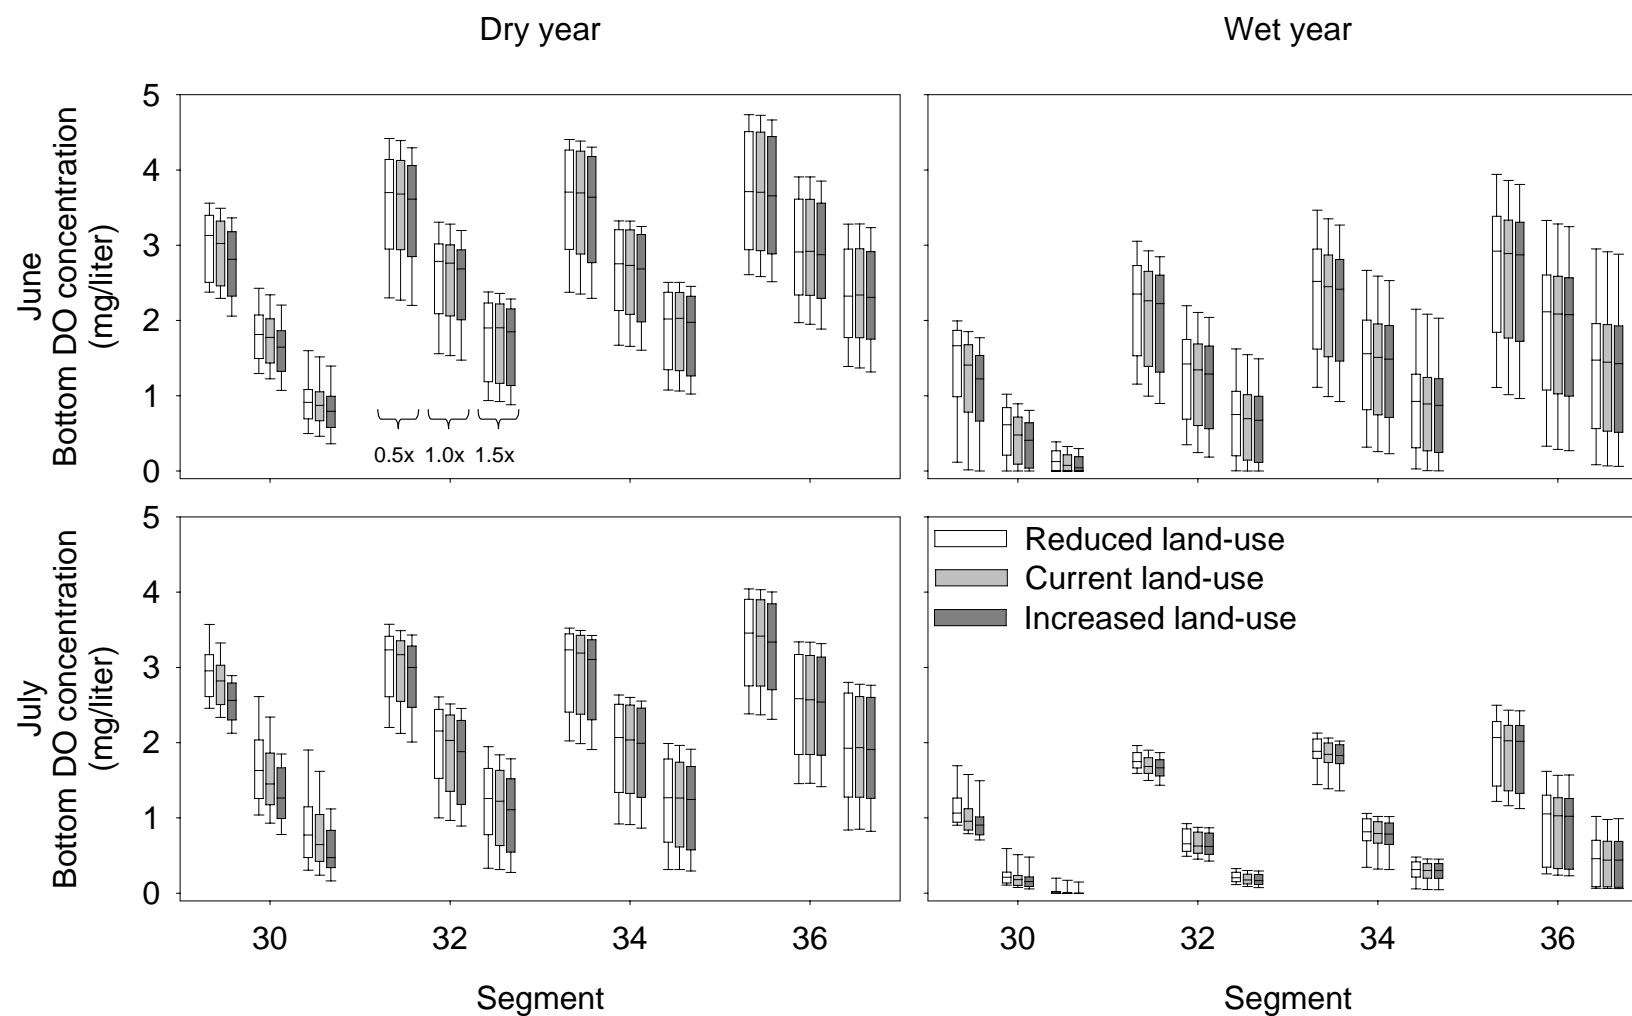 Dry year
Wet year
June
Bottom DO concentration
(mg/liter)
5
4
3
2
1
0
0.5x 1.0x 1.5x
July
Bottom DO concentration
(mg/liter)
5
4
3
2
1
0
Reduced land-use
Current land-use
Increased land-use
30 32 34 36
30 32 34 36
Segment
Segment